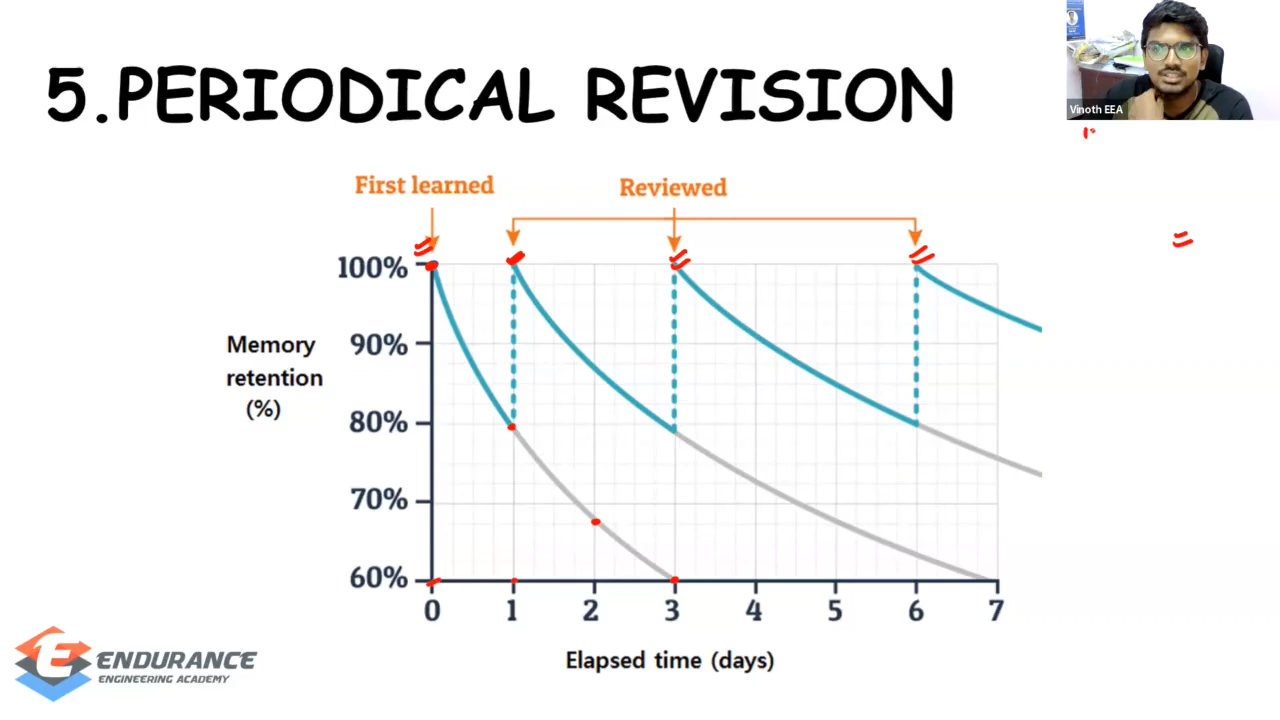 5.PERIODICAL REVISION
Vinoth EEA
First learned
Reviewed
100%
90%
80%
70%
60%
Memory
retention
(%)
0 1 2 3 4 5 6 7
Elapsed time (days)
ENDURANCE
ENGINEERING ACADEMY